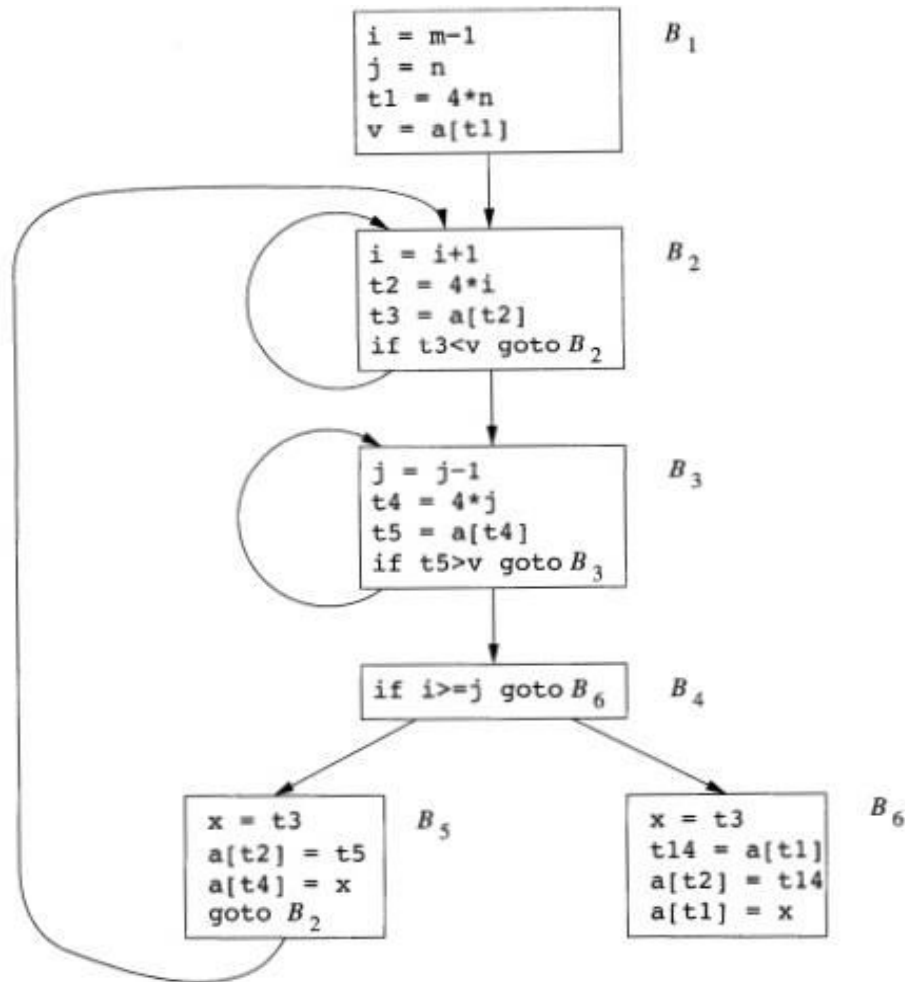 i = m-1
j = n
t1 = 4*n
v = a[t1]
B1
i = i+1
t2 = 4*i
t3 = a[t2]
if t3<v goto B2
B2
j = j-1
t4 = 4*j
t5 = a[t4]
if t5>v goto B3
B3
if i>=j goto B6
B4
x = t3
a[t2] = t5
a[t4] = x
goto B2
B5
x = t3
t14 = a[t1]
a[t2] = t14
a[t1] = x
B6